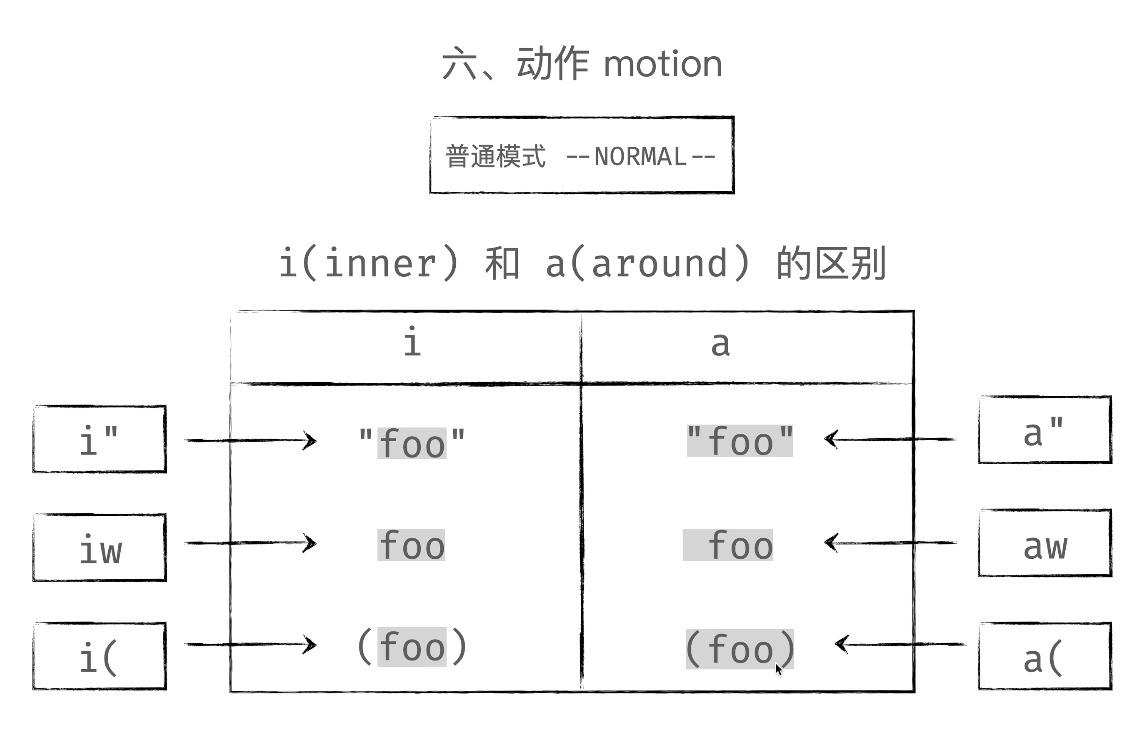 六、动作 motion
普通模式 --NORMAL--
i(inner) 和 a(around) 的区别
i a
i" "foo" "foo" a"
iw foo foo aw
i( (foo) (foo) a(